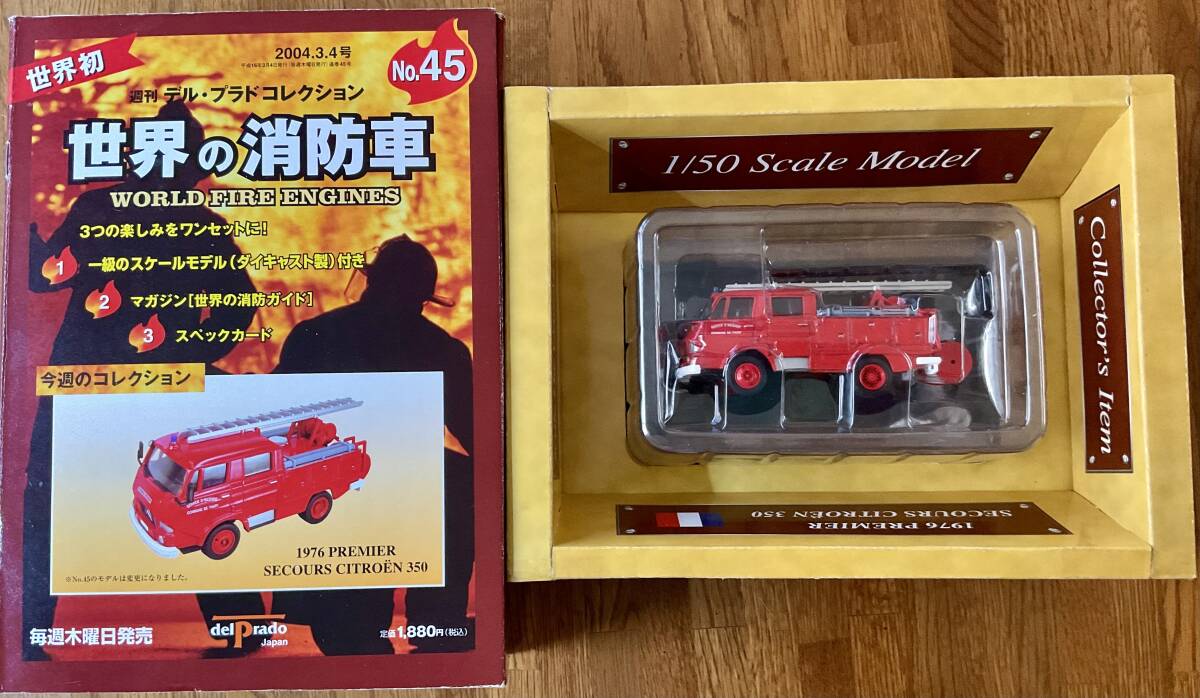 世界初
2004.3.4号
No.45
週刊 デル・プラドコレクション
世界の消防車
WORLD FIRE ENGINES
3つの楽しみをワンセットに!
1 一級のスケールモデル(ダイキャスト製)付き
2 マガジン[世界の消防ガイド]
3 スペックカード
今週のコレクション
1976 PREMIER
SECOURS CITROËN 350
※No.45のモデルは変更になりました。
毎週木曜日発売
delPrado
Japan
定価1,880円(税込)
1/50 Scale Model
Collector's Item
1976 PREMIER
SECOURS CITROËN 350